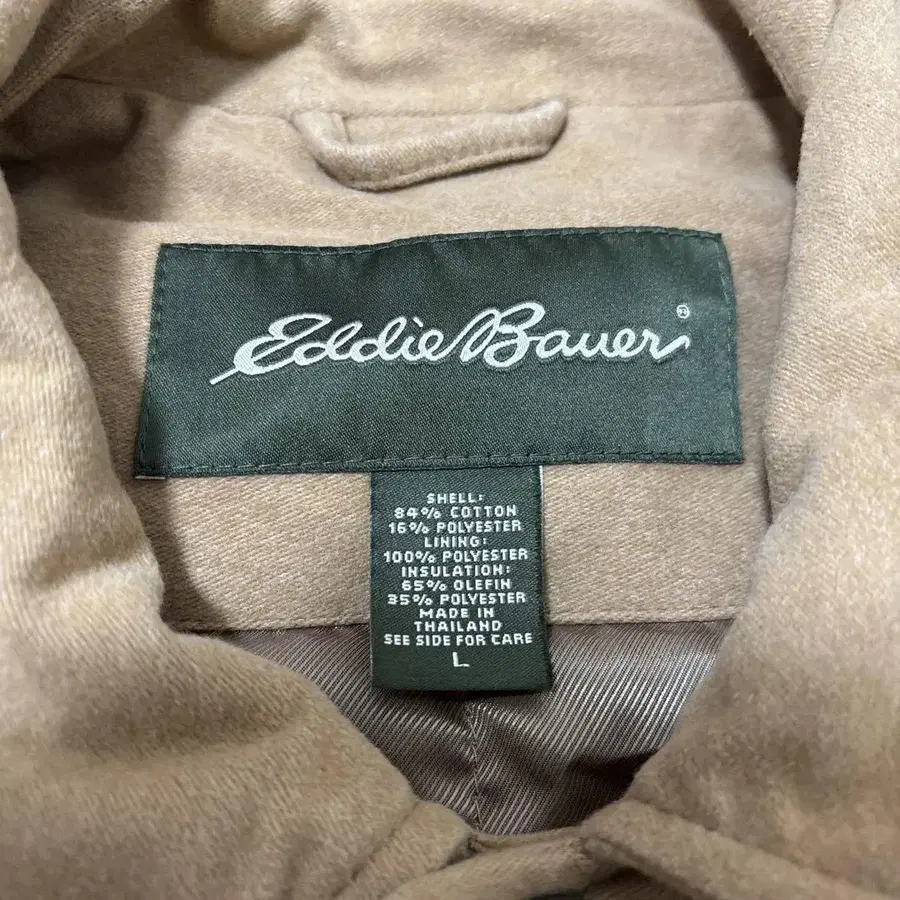 Eddie Bauer®
SHELL:
84% COTTON
16% POLYESTER
LINING:
100% POLYESTER
INSULATION:
65% OLEFIN
35% POLYESTER
MADE IN
THAILAND
SEE SIDE FOR CARE
L